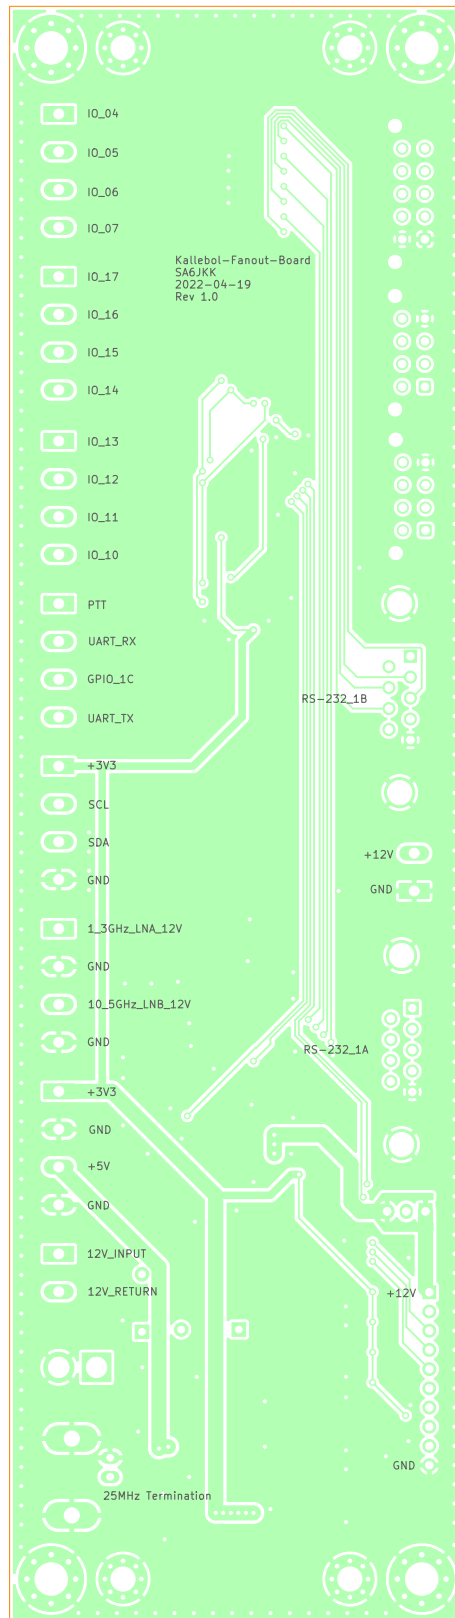 IO_04
IO_05
IO_06
IO_07
Kallebol-Fanout-Board
SA6JKK
2022-04-19
Rev 1.0
IO_17
IO_16
IO_15
IO_14
IO_13
IO_12
IO_11
IO_10
PTT
UART_RX
GPIO_1C
RS-232_1B
UART_TX
+3V3
SCL
SDA
+12V
GND
GND
1_3GHz_LNA_12V
GND
10_5GHz_LNB_12V
GND
RS-232_1A
+3V3
GND
+5V
GND
12V_INPUT
12V_RETURN
+12V
GND
25MHz Termination